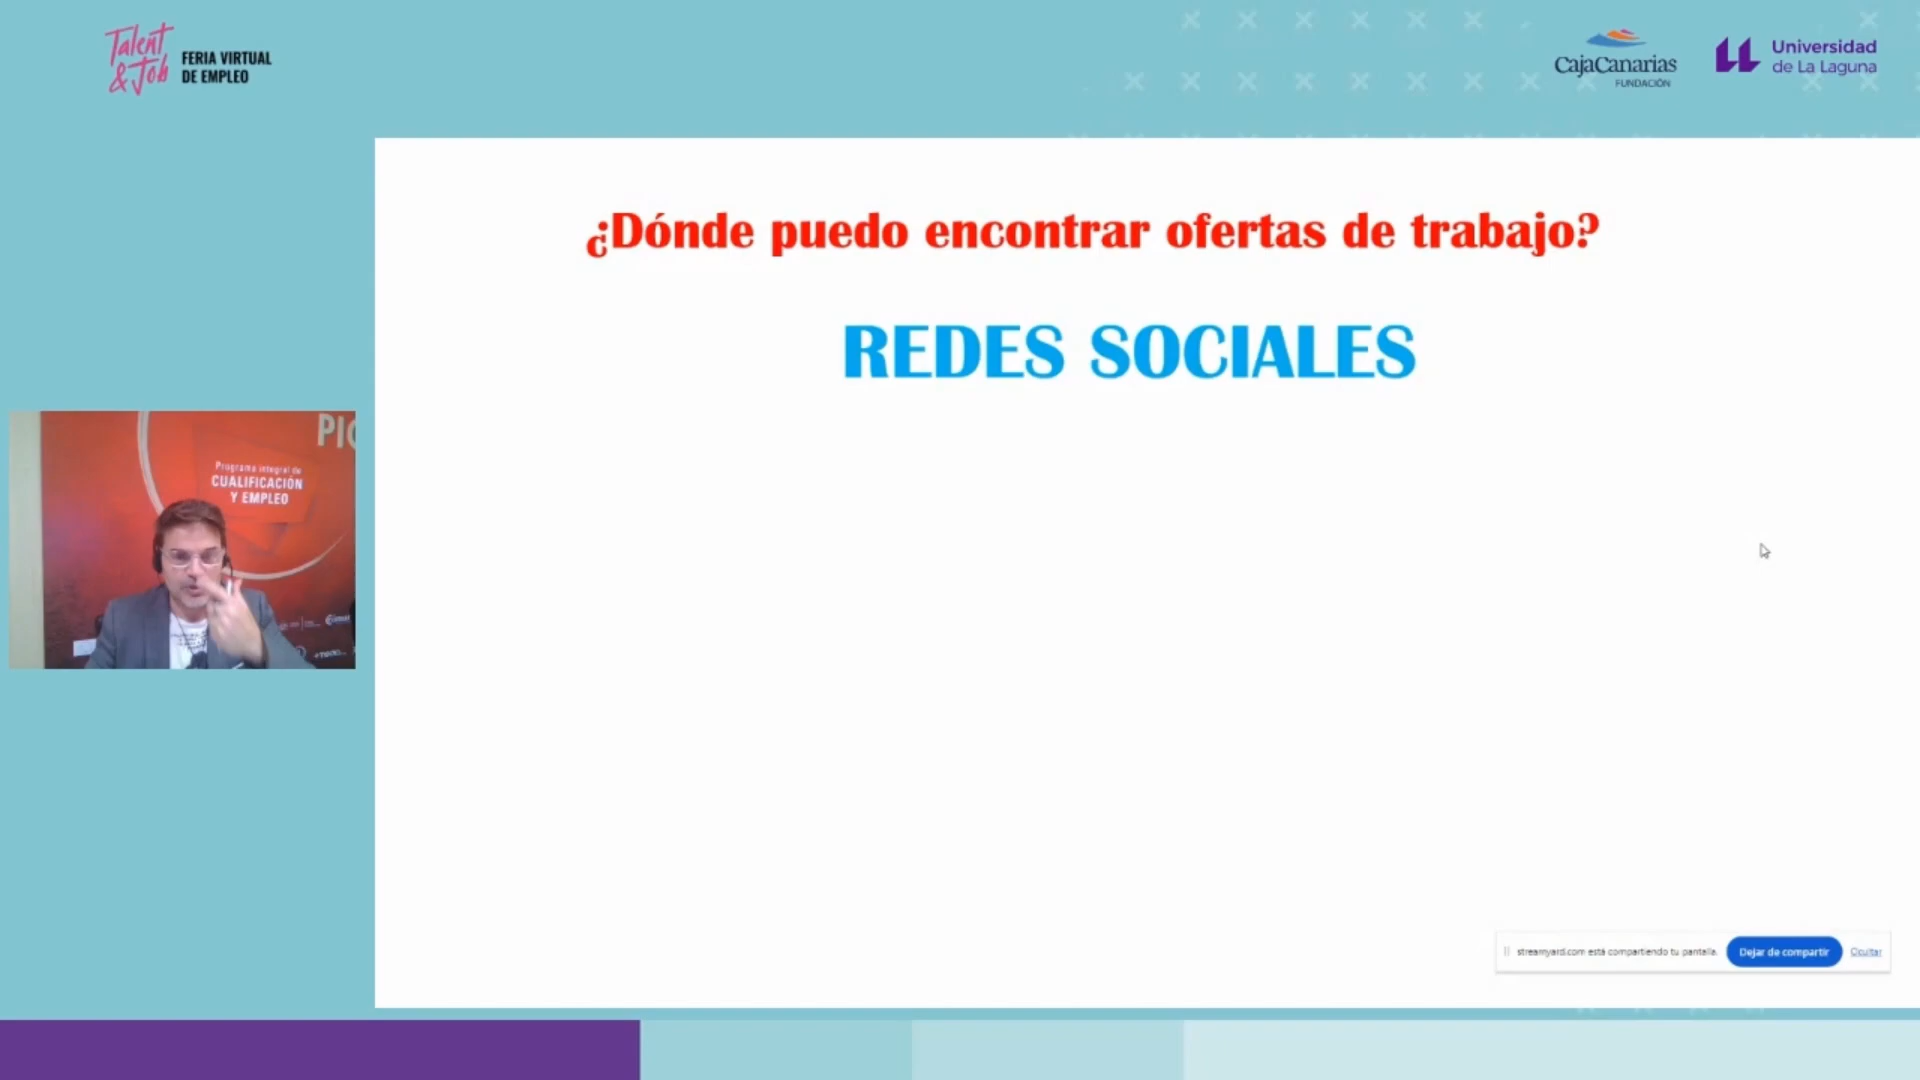 Talent
& Job
FERIA VIRTUAL
DE EMPLEO
CajaCanarias
FUNDACIÓN
Universidad
de La Laguna
¿Dónde puedo encontrar ofertas de trabajo?
REDES SOCIALES
Programa integral de
CUALIFICACIÓN
Y EMPLEO
streamyard.com está compartiendo tu pantalla.
Dejar de compartir
Ocultar